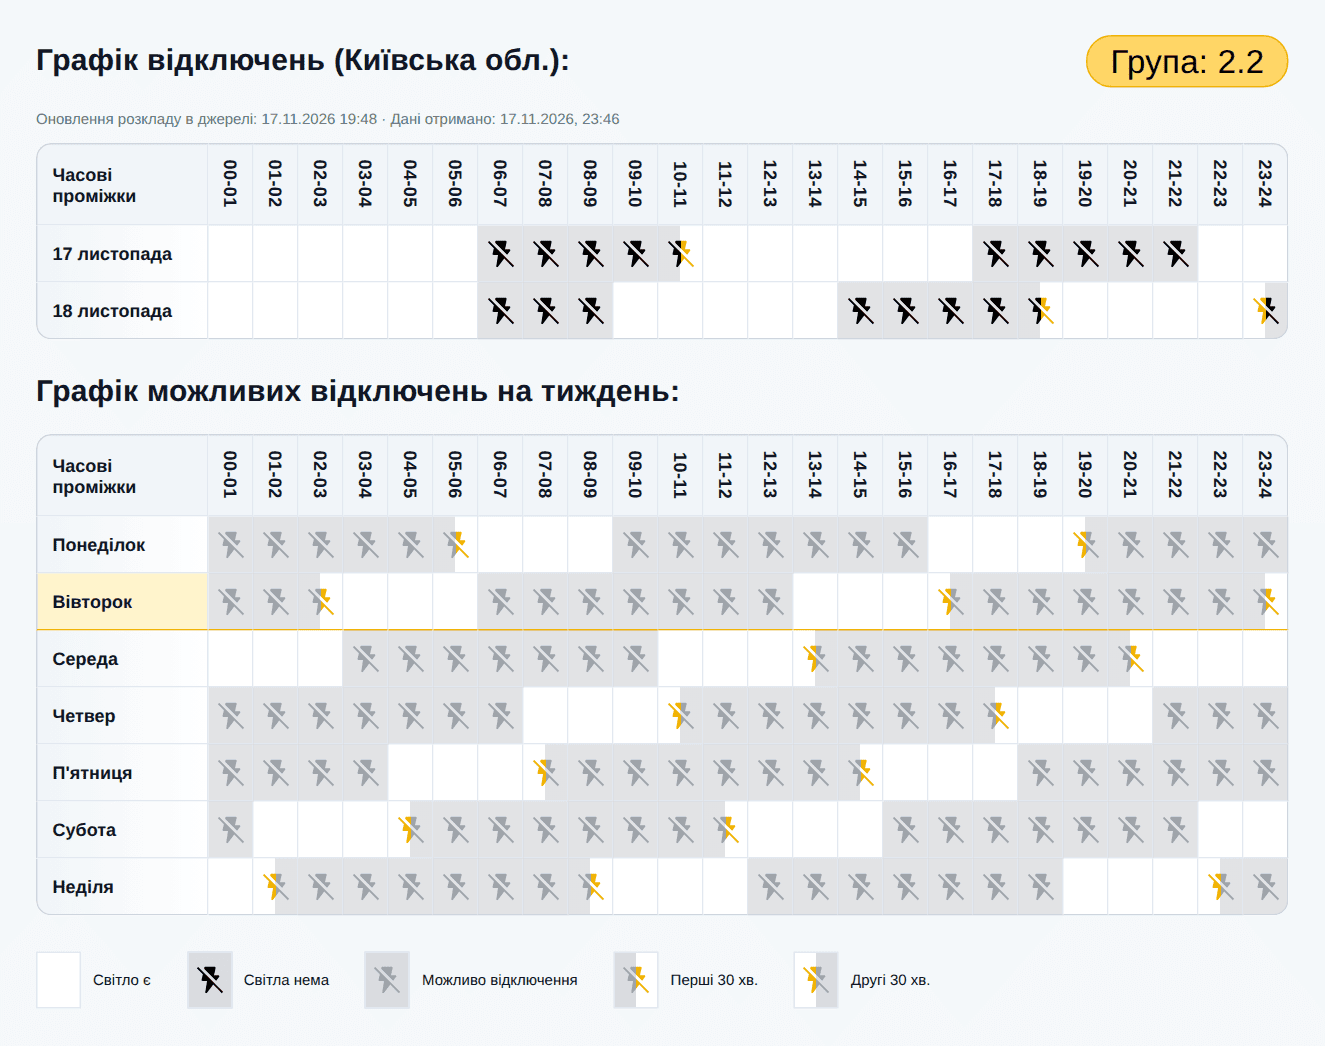 Графік відключень (Київська обл.):
Група: 2.2
Оновлення розкладу в джерелі: 17.11.2026 19:48 · Дані отримано: 17.11.2026, 23:46
Часові
проміжки
00-01 01-02 02-03 03-04 04-05 05-06 06-07 07-08 08-09 09-10 10-11 11-12 12-13 13-14 14-15 15-16 16-17 17-18 18-19 19-20 20-21 21-22 22-23 23-24
17 листопада
18 листопада
Графік можливих відключень на тиждень:
Часові
проміжки
00-01 01-02 02-03 03-04 04-05 05-06 06-07 07-08 08-09 09-10 10-11 11-12 12-13 13-14 14-15 15-16 16-17 17-18 18-19 19-20 20-21 21-22 22-23 23-24
Понеділок
Вівторок
Середа
Четвер
П'ятниця
Субота
Неділя
Світло є
Світла нема
Можливо відключення
Перші 30 хв.
Другі 30 хв.